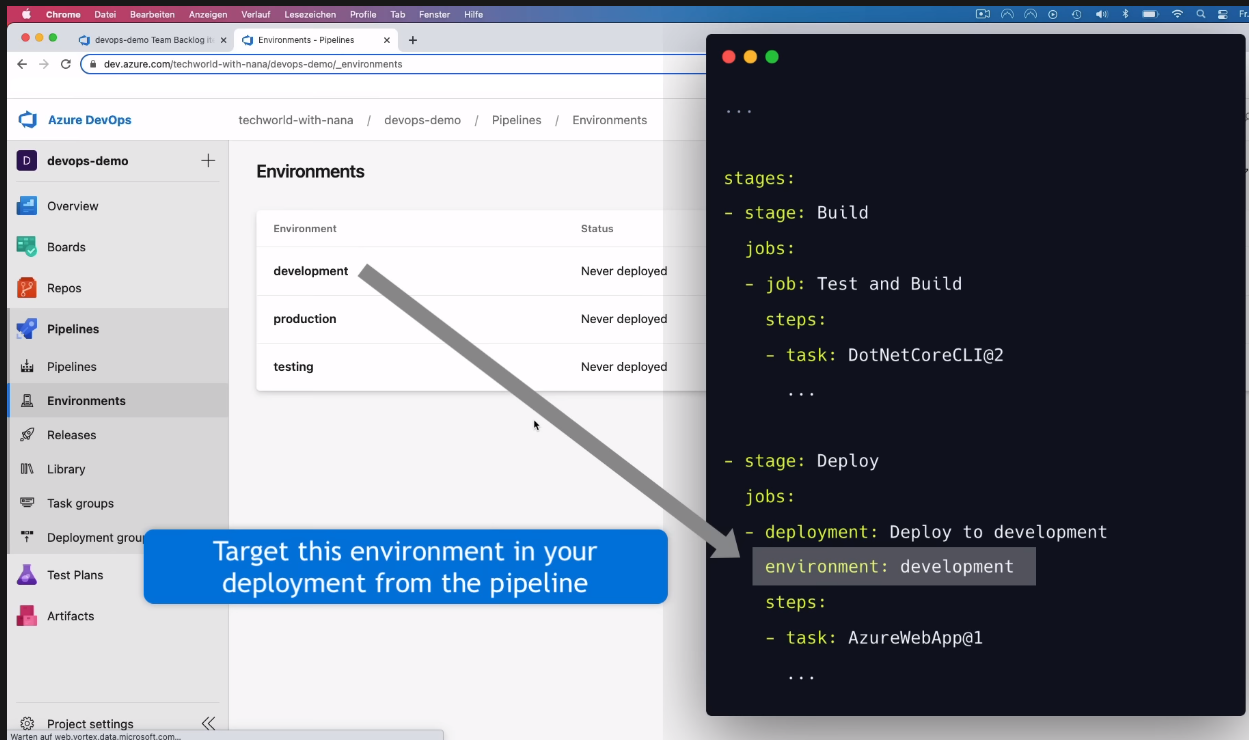 Chrome Datei Bearbeiten Anzeigen Verlauf Lesezeichen Profile Tab Fenster Hilfe Fr.
devops-demo Team Backlog
Environments - Pipelines
dev.azure.com/techworld-with-nana/devops-demo/_environments
Azure DevOps
techworld-with-nana / devops-demo / Pipelines / Environments
D devops-demo
Overview
Boards
Repos
Pipelines
Pipelines
Environments
Releases
Library
Task groups
Deployment grou
Test Plans
Artifacts
Project settings
Warten auf web.vortex.data.microsoft.com...
Environments
Environment Status
development Never deployed
production Never deployed
testing Never deployed
Target this environment in your
deployment from the pipeline
...
stages:
- stage: Build
jobs:
- job: Test and Build
steps:
- task: DotNetCoreCLI@2
...
- stage: Deploy
jobs:
- deployment: Deploy to development
environment: development
steps:
- task: AzureWebApp@1
...